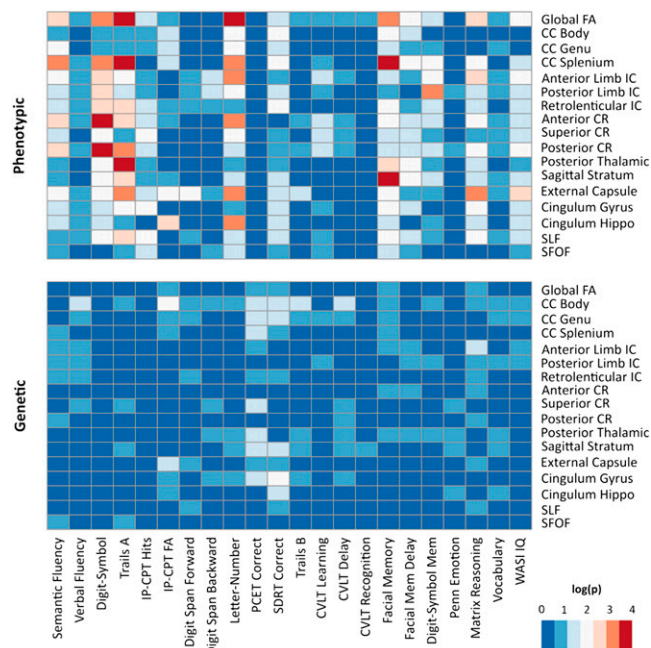 Phenotypic
Global FA
CC Body
CC Genu
CC Splenium
Anterior Limb IC
Posterior Limb IC
Retrolenticular IC
Anterior CR
Superior CR
Posterior CR
Posterior Thalamic
Sagittal Stratum
External Capsule
Cingulum Gyrus
Cingulum Hippo
SLF
SFOF
Genetic
Global FA
CC Body
CC Genu
CC Splenium
Anterior Limb IC
Posterior Limb IC
Retrolenticular IC
Anterior CR
Superior CR
Posterior CR
Posterior Thalamic
Sagittal Stratum
External Capsule
Cingulum Gyrus
Cingulum Hippo
SLF
SFOF
Semantic Fluency
Verbal Fluency
Digit-Symbol
Trails A
IP-CPT Hits
IP-CPT FA
Digit Span Forward
Digit Span Backward
Letter-Number
PCET Correct
SDRT Correct
Trails B
CVLT Learning
CVLT Delay
CVLT Recognition
Facial Memory
Facial Mem Delay
Digit-Symbol Mem
Penn Emotion
Matrix Reasoning
Vocabulary
WASI IQ
log(p)
0 1 2 3 4